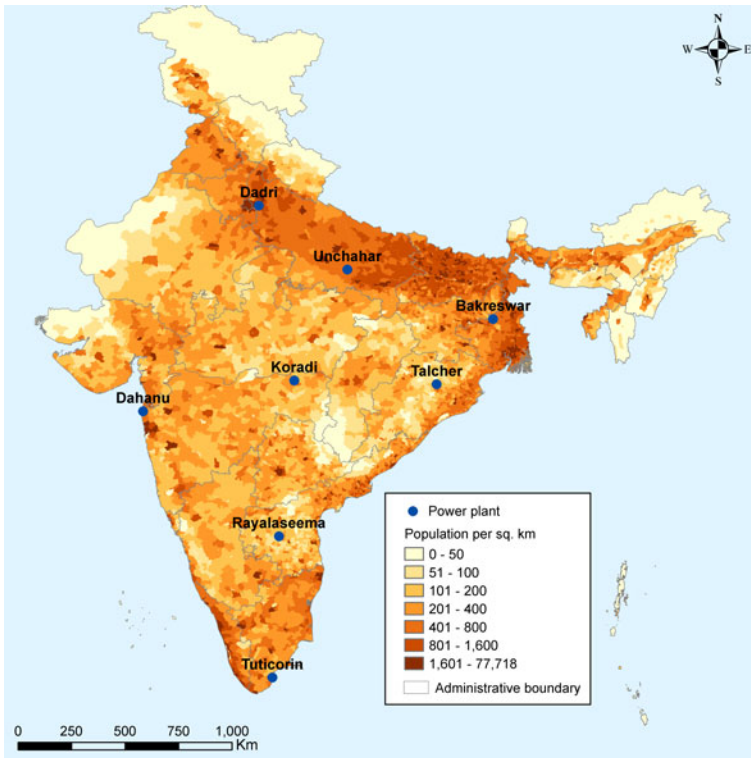 N
W E
S
Dadri
Unchahar
Bakreswar
Koradi
Talcher
Dahanu
Rayalaseema
Tuticorin
Power plant
Population per sq. km
0 - 50
51 - 100
101 - 200
201 - 400
401 - 800
801 - 1,600
1,601 - 77,718
Administrative boundary
0 250 500 750 1,000
Km